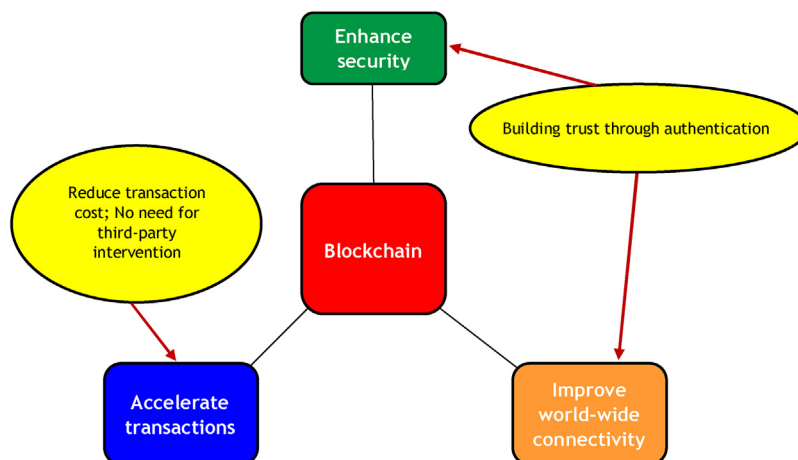 Enhance
security
Building trust through authentication
Reduce transaction
cost; No need for
third-party
intervention
Blockchain
Accelerate
transactions
Improve
world-wide
connectivity